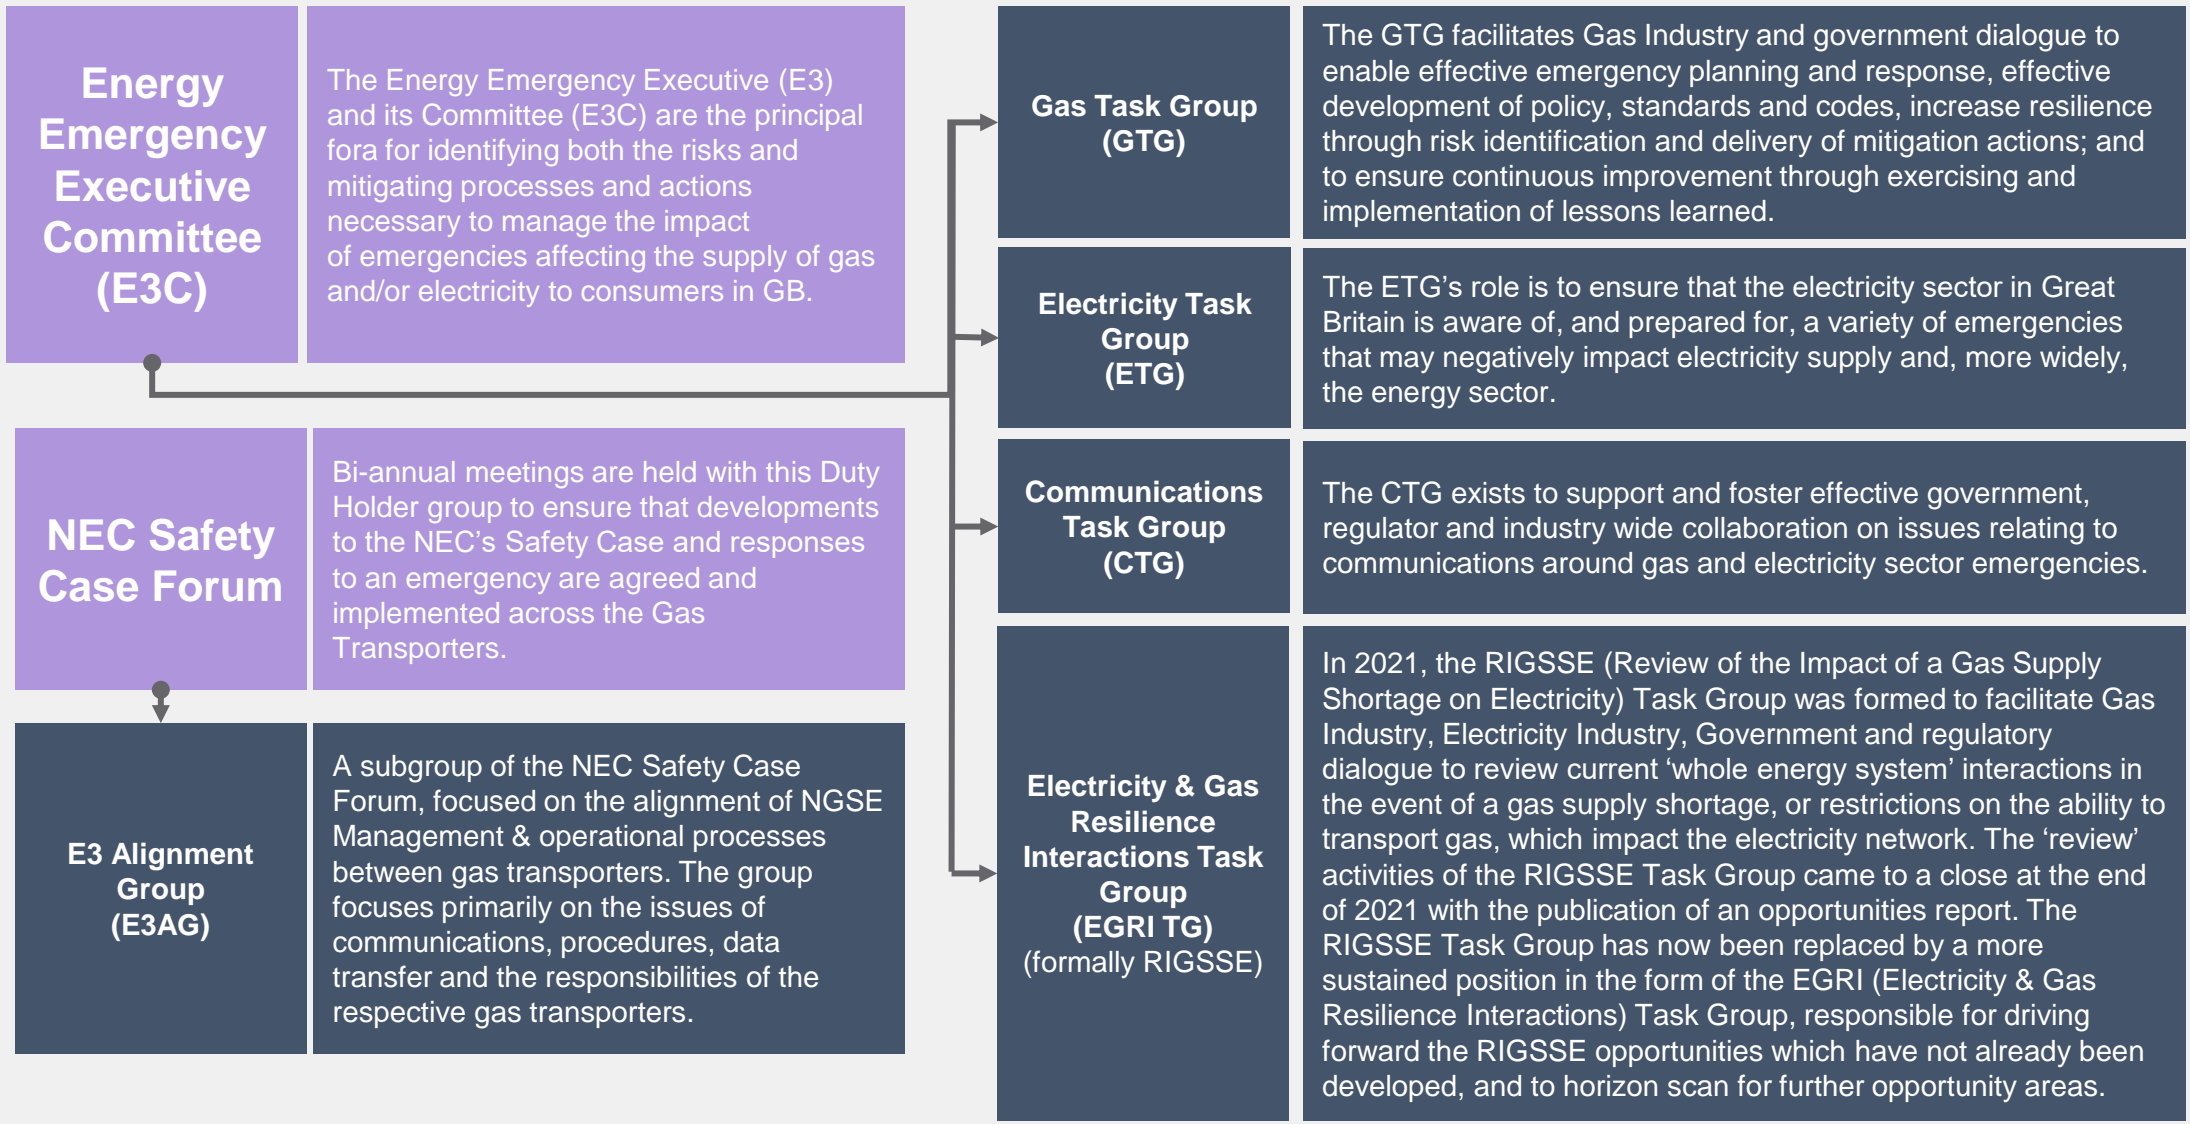 Energy
Emergency
Executive
Committee
(E3C)
The Energy Emergency Executive (E3)
and its Committee (E3C) are the principal
fora for identifying both the risks and
mitigating processes and actions
necessary to manage the impact
of emergencies affecting the supply of gas
and/or electricity to consumers in GB.
NEC Safety
Case Forum
Bi-annual meetings are held with this Duty
Holder group to ensure that developments
to the NEC’s Safety Case and responses
to an emergency are agreed and
implemented across the Gas
Transporters.
E3 Alignment
Group
(E3AG)
A subgroup of the NEC Safety Case
Forum, focused on the alignment of NGSE
Management & operational processes
between gas transporters. The group
focuses primarily on the issues of
communications, procedures, data
transfer and the responsibilities of the
respective gas transporters.
Gas Task Group
(GTG)
The GTG facilitates Gas Industry and government dialogue to
enable effective emergency planning and response, effective
development of policy, standards and codes, increase resilience
through risk identification and delivery of mitigation actions; and
to ensure continuous improvement through exercising and
implementation of lessons learned.
Electricity Task
Group
(ETG)
The ETG’s role is to ensure that the electricity sector in Great
Britain is aware of, and prepared for, a variety of emergencies
that may negatively impact electricity supply and, more widely,
the energy sector.
Communications
Task Group
(CTG)
The CTG exists to support and foster effective government,
regulator and industry wide collaboration on issues relating to
communications around gas and electricity sector emergencies.
Electricity & Gas
Resilience
Interactions Task
Group
(EGRI TG)
(formally RIGSSE)
In 2021, the RIGSSE (Review of the Impact of a Gas Supply
Shortage on Electricity) Task Group was formed to facilitate Gas
Industry, Electricity Industry, Government and regulatory
dialogue to review current ‘whole energy system’ interactions in
the event of a gas supply shortage, or restrictions on the ability to
transport gas, which impact the electricity network. The ‘review’
activities of the RIGSSE Task Group came to a close at the end
of 2021 with the publication of an opportunities report. The
RIGSSE Task Group has now been replaced by a more
sustained position in the form of the EGRI (Electricity & Gas
Resilience Interactions) Task Group, responsible for driving
forward the RIGSSE opportunities which have not already been
developed, and to horizon scan for further opportunity areas.